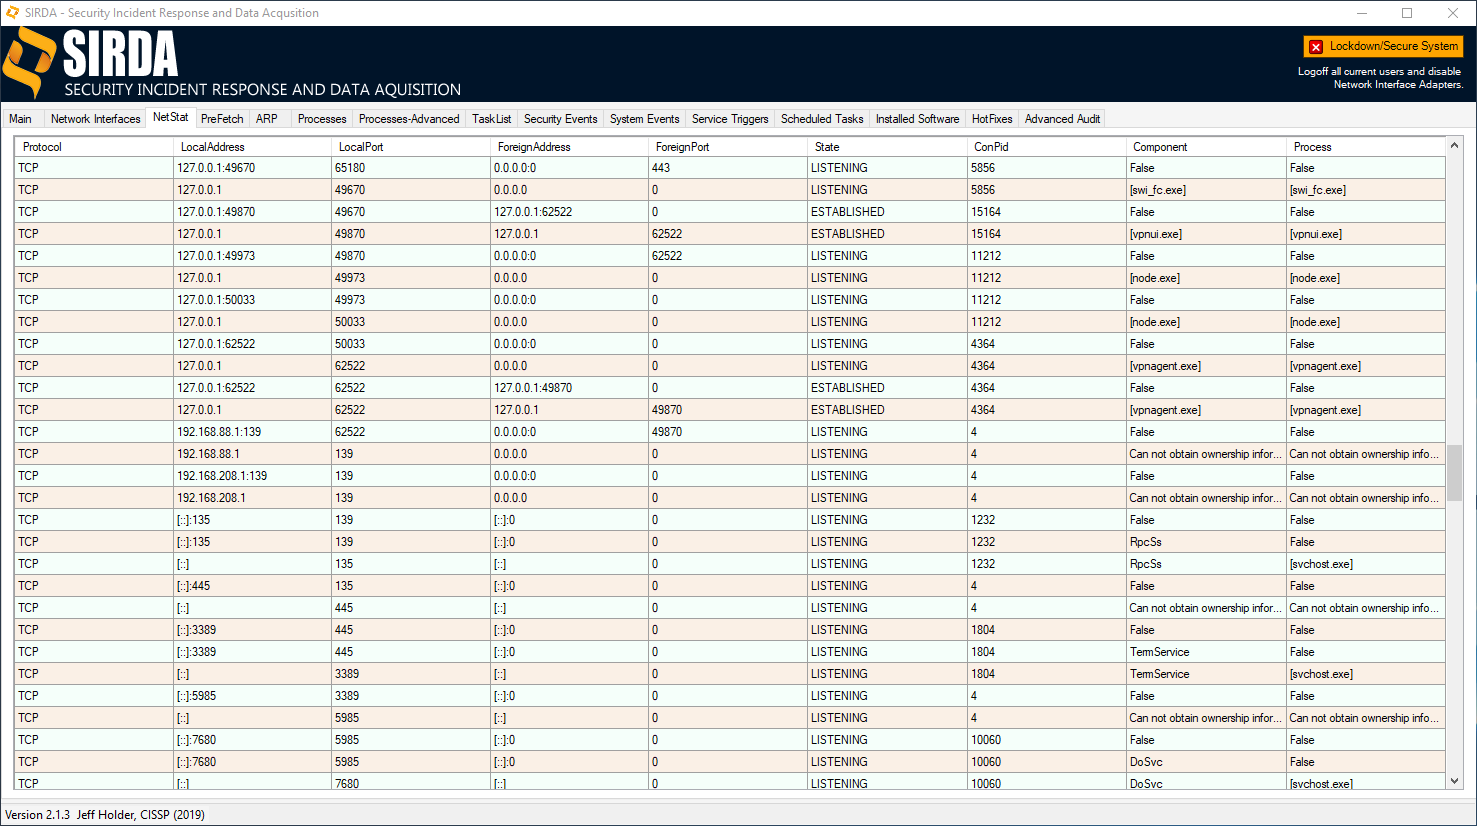 SIRDA - Security Incident Response and Data Acqusition
SIRDA
SECURITY INCIDENT RESPONSE AND DATA AQUISITION
Lockdown/Secure System
Logoff all current users and disable
Network Interface Adapters.
Main Network Interfaces NetStat PreFetch ARP Processes Processes-Advanced TaskList Security Events System Events Service Triggers Scheduled Tasks Installed Software HotFixes Advanced Audit
Protocol LocalAddress LocalPort ForeignAddress ForeignPort State ConPid Component Process
TCP 127.0.0.1:49670 65180 0.0.0.0:0 443 LISTENING 5856 False False
TCP 127.0.0.1 49670 0.0.0.0 0 LISTENING 5856 [swi_fc.exe] [swi_fc.exe]
TCP 127.0.0.1:49870 49670 127.0.0.1:62522 0 ESTABLISHED 15164 False False
TCP 127.0.0.1 49870 127.0.0.1 62522 ESTABLISHED 15164 [vpnui.exe] [vpnui.exe]
TCP 127.0.0.1:49973 49870 0.0.0.0:0 62522 LISTENING 11212 False False
TCP 127.0.0.1 49973 0.0.0.0 0 LISTENING 11212 [node.exe] [node.exe]
TCP 127.0.0.1:50033 49973 0.0.0.0:0 0 LISTENING 11212 False False
TCP 127.0.0.1 50033 0.0.0.0 0 LISTENING 11212 [node.exe] [node.exe]
TCP 127.0.0.1:62522 50033 0.0.0.0:0 0 LISTENING 4364 False False
TCP 127.0.0.1 62522 0.0.0.0 0 LISTENING 4364 [vpnagent.exe] [vpnagent.exe]
TCP 127.0.0.1:62522 62522 127.0.0.1:49870 0 ESTABLISHED 4364 False False
TCP 127.0.0.1 62522 127.0.0.1 49870 ESTABLISHED 4364 [vpnagent.exe] [vpnagent.exe]
TCP 192.168.88.1:139 62522 0.0.0.0:0 49870 LISTENING 4 False False
TCP 192.168.88.1 139 0.0.0.0 0 LISTENING 4 Can not obtain ownership infor... Can not obtain ownership info...
TCP 192.168.208.1:139 139 0.0.0.0:0 0 LISTENING 4 False False
TCP 192.168.208.1 139 0.0.0.0 0 LISTENING 4 Can not obtain ownership infor... Can not obtain ownership info...
TCP [::]:135 139 [::]:0 0 LISTENING 1232 False False
TCP [::]:135 139 [::]:0 0 LISTENING 1232 RpcSs False
TCP [::] 135 [::] 0 LISTENING 1232 RpcSs [svchost.exe]
TCP [::]:445 135 [::]:0 0 LISTENING 4 False False
TCP [::] 445 [::] 0 LISTENING 4 Can not obtain ownership infor... Can not obtain ownership info...
TCP [::]:3389 445 [::]:0 0 LISTENING 1804 False False
TCP [::]:3389 445 [::]:0 0 LISTENING 1804 TermService False
TCP [::] 3389 [::] 0 LISTENING 1804 TermService [svchost.exe]
TCP [::]:5985 3389 [::]:0 0 LISTENING 4 False False
TCP [::] 5985 [::] 0 LISTENING 4 Can not obtain ownership infor... Can not obtain ownership info...
TCP [::]:7680 5985 [::]:0 0 LISTENING 10060 False False
TCP [::]:7680 5985 [::]:0 0 LISTENING 10060 DoSvc False
TCP [::] 7680 [::] 0 LISTENING 10060 DoSvc [svchost.exe]
Version 2.1.3 Jeff Holder, CISSP (2019)